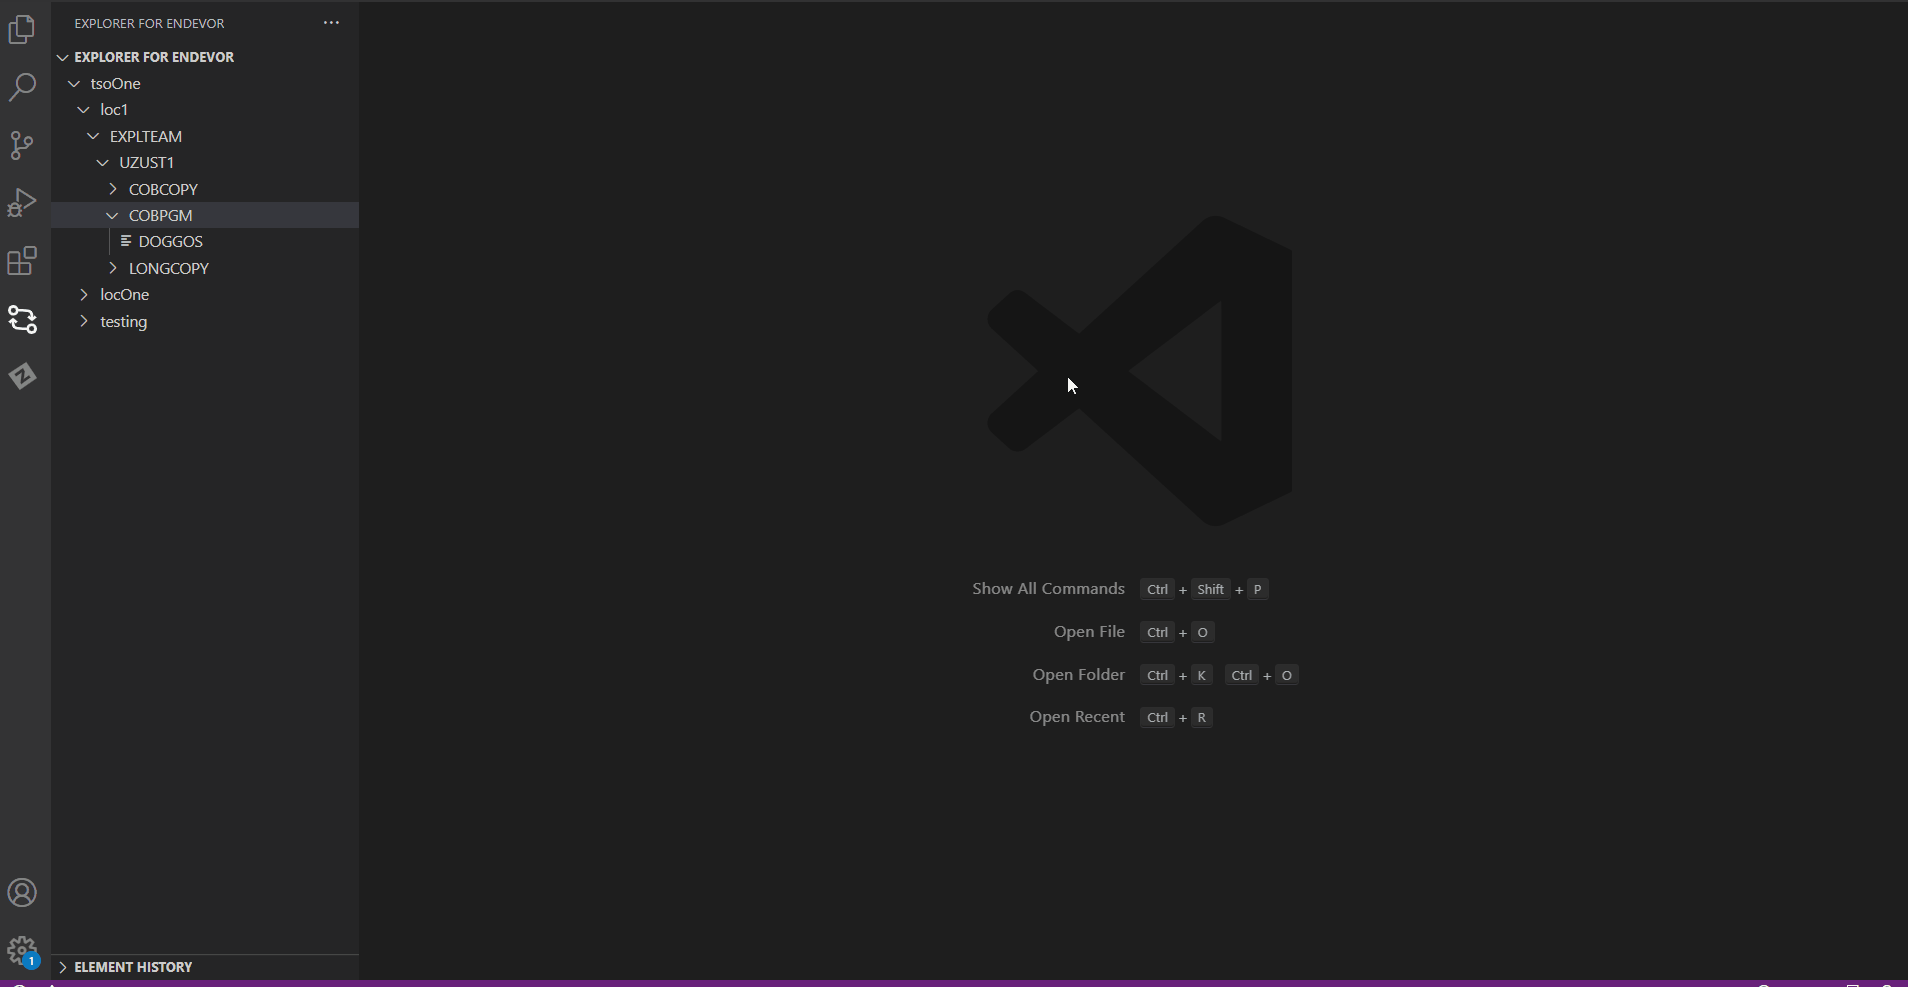 EXPLORER FOR ENDEVOR
EXPLORER FOR ENDEVOR
tsoOne
loc1
EXPLTEAM
UZUST1
COBCOPY
COBPGM
DOGGOS
LONGCOPY
locOne
testing
Show All Commands Ctrl + Shift + P
Open File Ctrl + O
Open Folder Ctrl + K Ctrl + O
Open Recent Ctrl + R
1
ELEMENT HISTORY